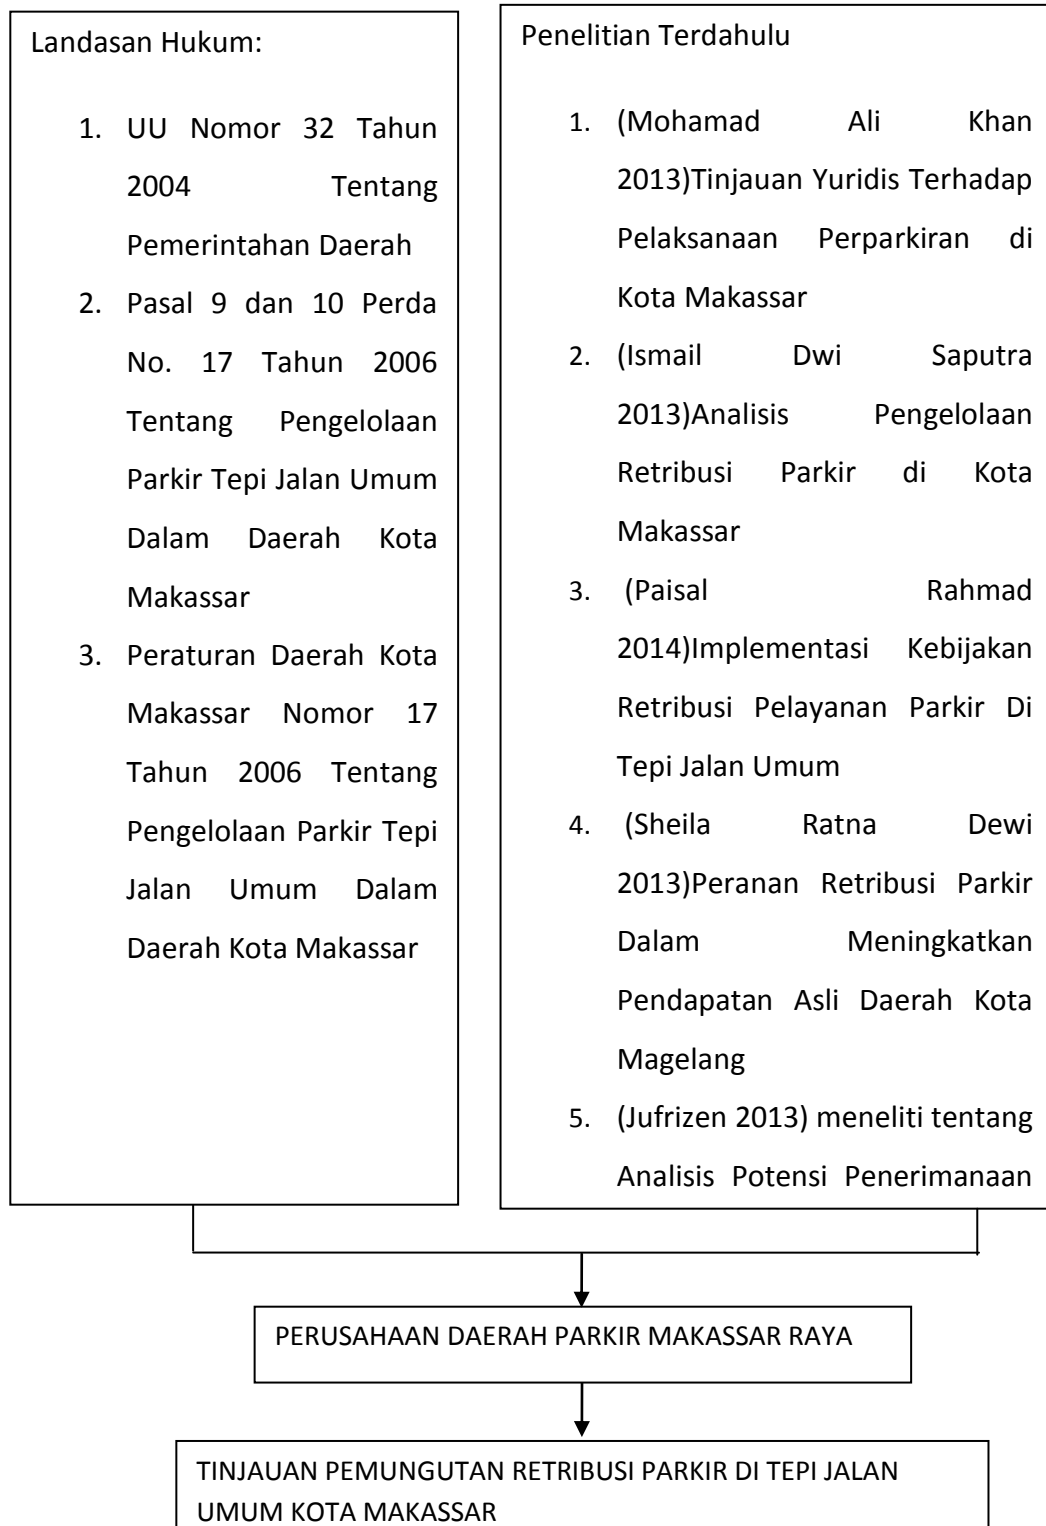 Landasan Hukum:
1. UU Nomor 32 Tahun
2004 Tentang
Pemerintahan Daerah
2. Pasal 9 dan 10 Perda
No. 17 Tahun 2006
Tentang Pengelolaan
Parkir Tepi Jalan Umum
Dalam Daerah Kota
Makassar
3. Peraturan Daerah Kota
Makassar Nomor 17
Tahun 2006 Tentang
Pengelolaan Parkir Tepi
Jalan Umum Dalam
Daerah Kota Makassar
Penelitian Terdahulu
1. (Mohamad Ali Khan
2013)Tinjauan Yuridis Terhadap
Pelaksanaan Perparkiran di
Kota Makassar
2. (Ismail Dwi Saputra
2013)Analisis Pengelolaan
Retribusi Parkir di Kota
Makassar
3. (Paisal Rahmad
2014)Implementasi Kebijakan
Retribusi Pelayanan Parkir Di
Tepi Jalan Umum
4. (Sheila Ratna Dewi
2013)Peranan Retribusi Parkir
Dalam Meningkatkan
Pendapatan Asli Daerah Kota
Magelang
5. (Jufrizen 2013) meneliti tentang
Analisis Potensi Penerimanaan
PERUSAHAAN DAERAH PARKIR MAKASSAR RAYA
TINJAUAN PEMUNGUTAN RETRIBUSI PARKIR DI TEPI JALAN
UMUM KOTA MAKASSAR